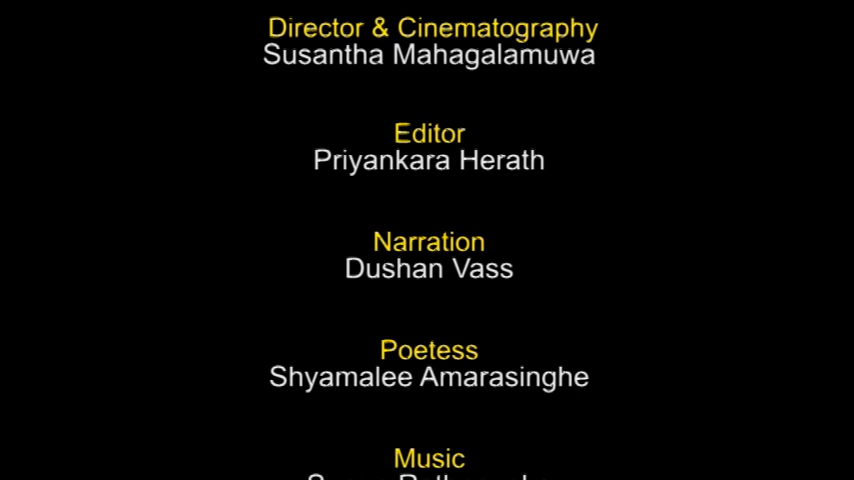 Director & Cinematography
Susantha Mahagalamuwa
Editor
Priyankara Herath
Narration
Dushan Vass
Poetess
Shyamalee Amarasinghe
Music